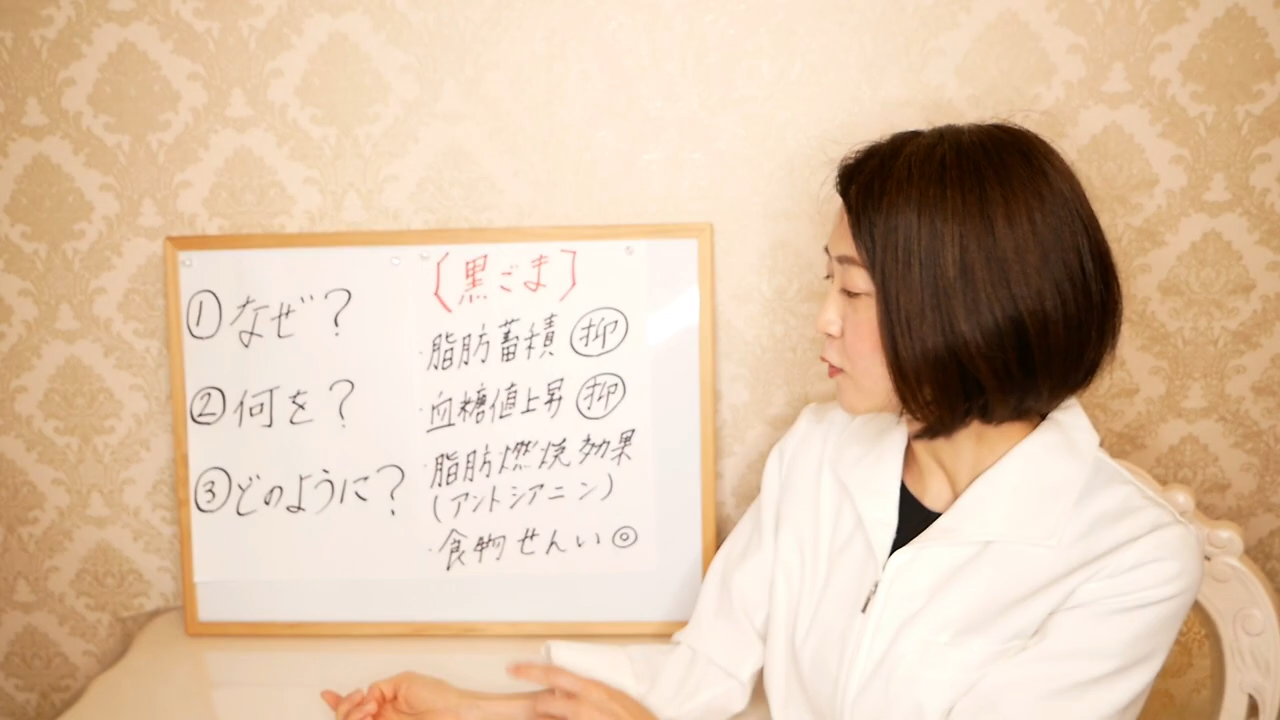 ① なぜ?
② 何を?
③ どのように?
〔黒ごま〕
・脂肪蓄積 ㊥抑
・血糖値上昇 抑
・脂肪燃焼効果
(アントシアニン)
・食物せんい◎